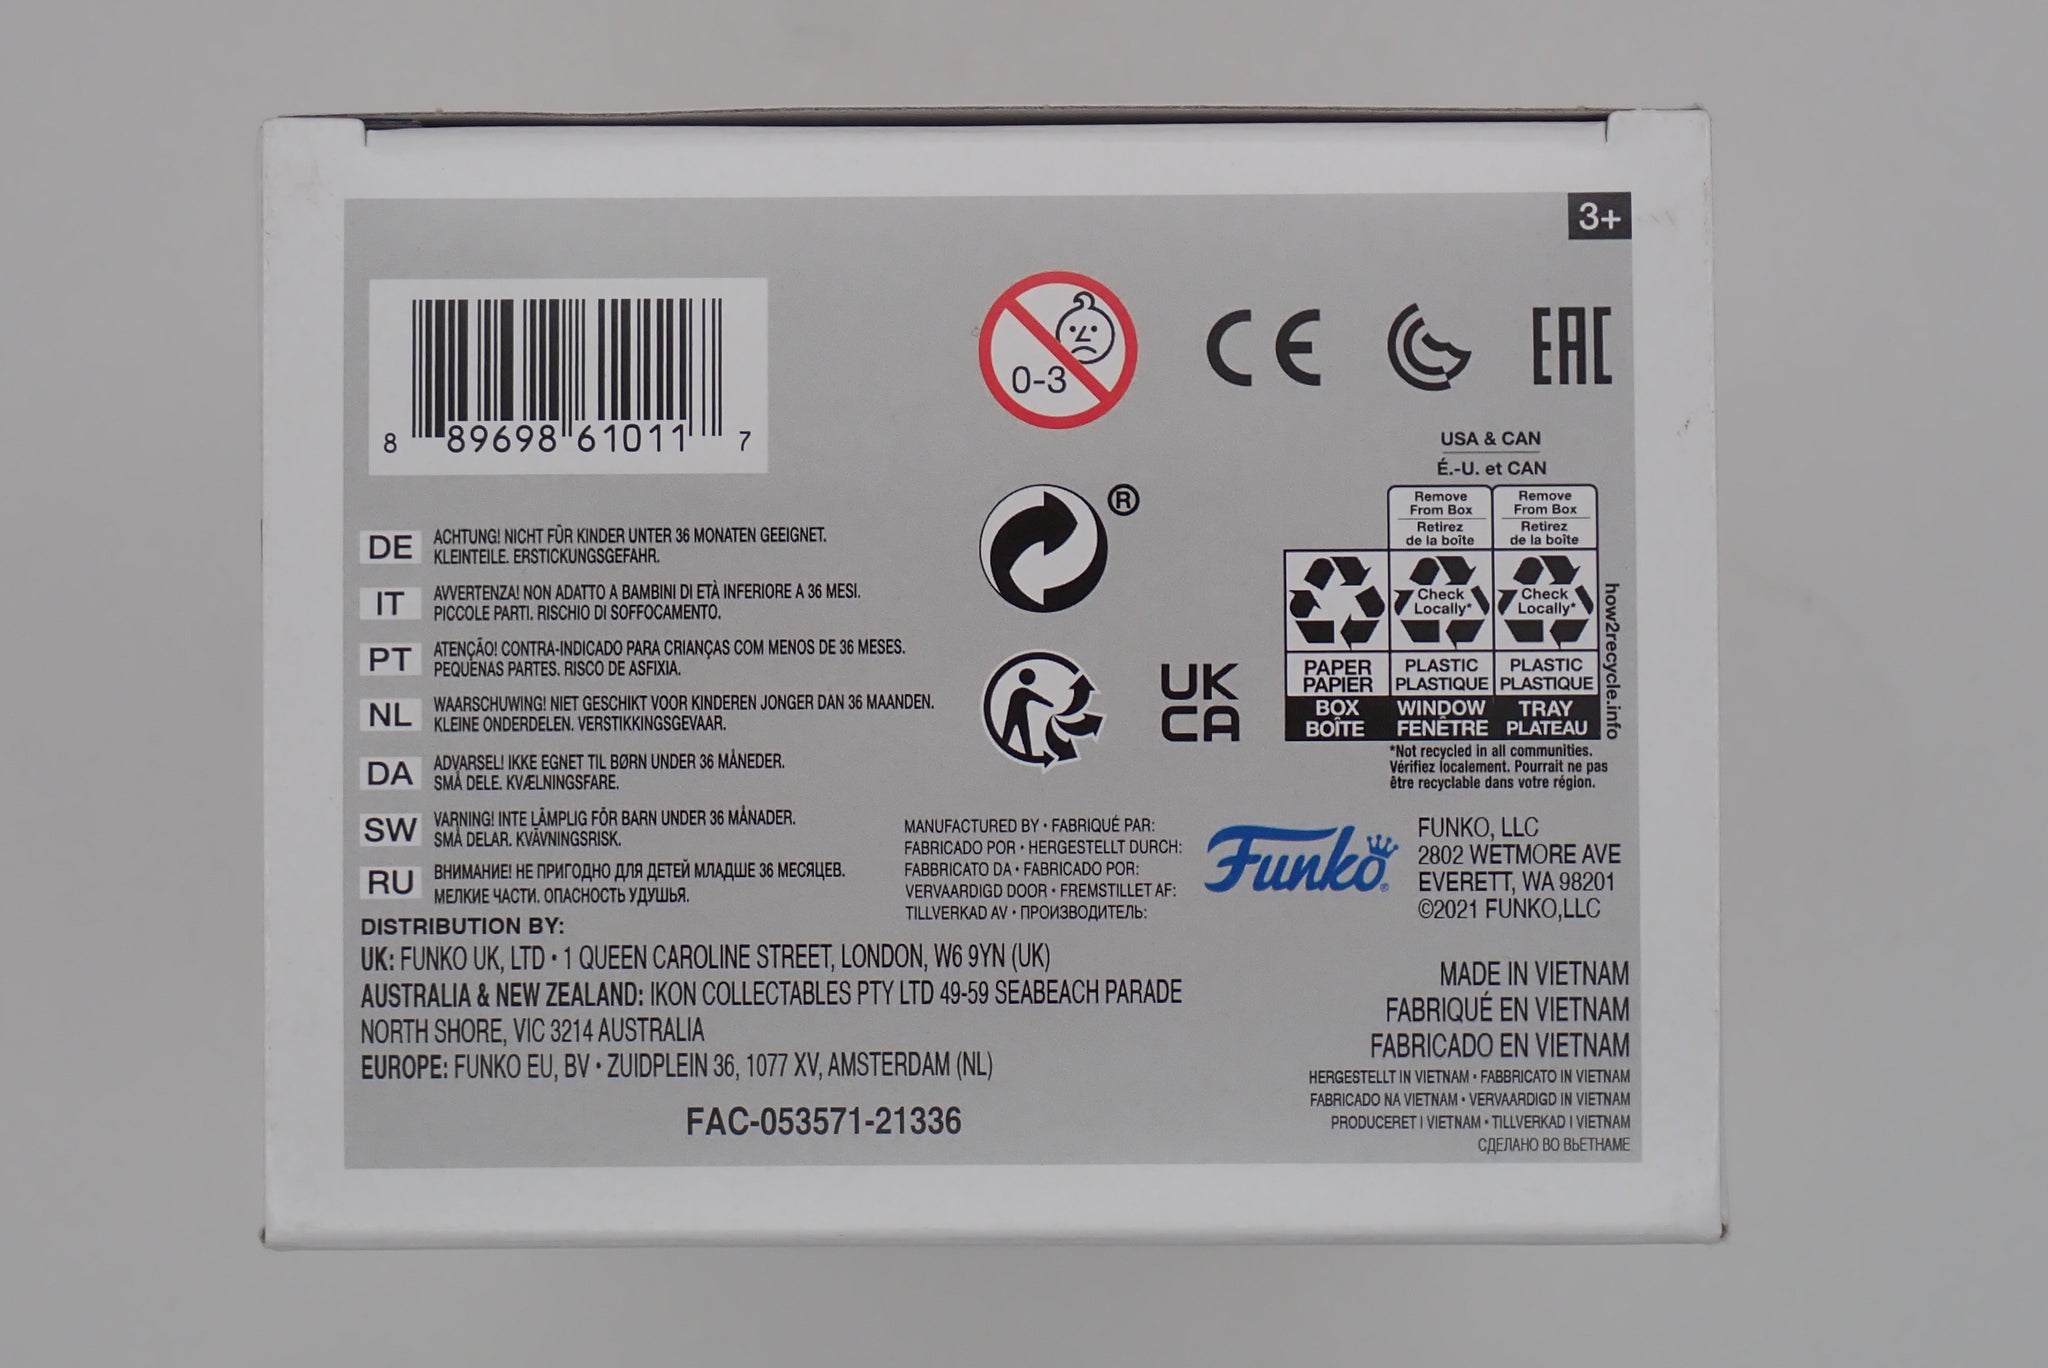 3+
8 89698 61011 7
0-3
CE
EAC
USA & CAN
É.-U. et CAN
Remove From Box
Retirez de la boîte
Remove From Box
Retirez de la boîte
Check Locally*
Check Locally*
PAPER PAPIER
PLASTIC PLASTIQUE
PLASTIC PLASTIQUE
BOX BOÎTE
WINDOW FENÊTRE
TRAY PLATEAU
how2recycle.info
*Not recycled in all communities.
Vérifiez localement. Pourrait ne pas
être recyclable dans votre région.
®
UK
CA
DE ACHTUNG! NICHT FÜR KINDER UNTER 36 MONATEN GEEIGNET.
KLEINTEILE. ERSTICKUNGSGEFAHR.
IT AVVERTENZA! NON ADATTO A BAMBINI DI ETÀ INFERIORE A 36 MESI.
PICCOLE PARTI. RISCHIO DI SOFFOCAMENTO.
PT ATENÇÃO! CONTRA-INDICADO PARA CRIANÇAS COM MENOS DE 36 MESES.
PEQUENAS PARTES. RISCO DE ASFIXIA.
NL WAARSCHUWING! NIET GESCHIKT VOOR KINDEREN JONGER DAN 36 MAANDEN.
KLEINE ONDERDELEN. VERSTIKKINGSGEVAAR.
DA ADVARSEL! IKKE EGNET TIL BØRN UNDER 36 MÅNEDER.
SMÅ DELE. KVÆLNINGSFARE.
SW VARNING! INTE LÄMPLIG FÖR BARN UNDER 36 MÅNADER.
SMÅ DELAR. KVÄVNINGSRISK.
RU ВНИМАНИЕ! НЕ ПРИГОДНО ДЛЯ ДЕТЕЙ МЛАДШЕ 36 МЕСЯЦЕВ.
МЕЛКИЕ ЧАСТИ. ОПАСНОСТЬ УДУШЬЯ.
MANUFACTURED BY • FABRIQUÉ PAR:
FABRICADO POR • HERGESTELLT DURCH:
FABBRICATO DA • FABRICADO POR:
VERVAARDIGD DOOR • FREMSTILLET AF:
TILLVERKAD AV • ПРОИЗВОДИТЕЛЬ:
Funko®
FUNKO, LLC
2802 WETMORE AVE
EVERETT, WA 98201
©2021 FUNKO,LLC
DISTRIBUTION BY:
UK: FUNKO UK, LTD • 1 QUEEN CAROLINE STREET, LONDON, W6 9YN (UK)
AUSTRALIA & NEW ZEALAND: IKON COLLECTABLES PTY LTD 49-59 SEABEACH PARADE
NORTH SHORE, VIC 3214 AUSTRALIA
EUROPE: FUNKO EU, BV • ZUIDPLEIN 36, 1077 XV, AMSTERDAM (NL)
FAC-053571-21336
MADE IN VIETNAM
FABRIQUÉ EN VIETNAM
FABRICADO EN VIETNAM
HERGESTELLT IN VIETNAM • FABBRICATO IN VIETNAM
FABRICADO NA VIETNAM • VERVAARDIGD IN VIETNAM
PRODUCERET I VIETNAM • TILLVERKAD I VIETNAM
СДЕЛАНО ВО ВЬЕТНАМЕ